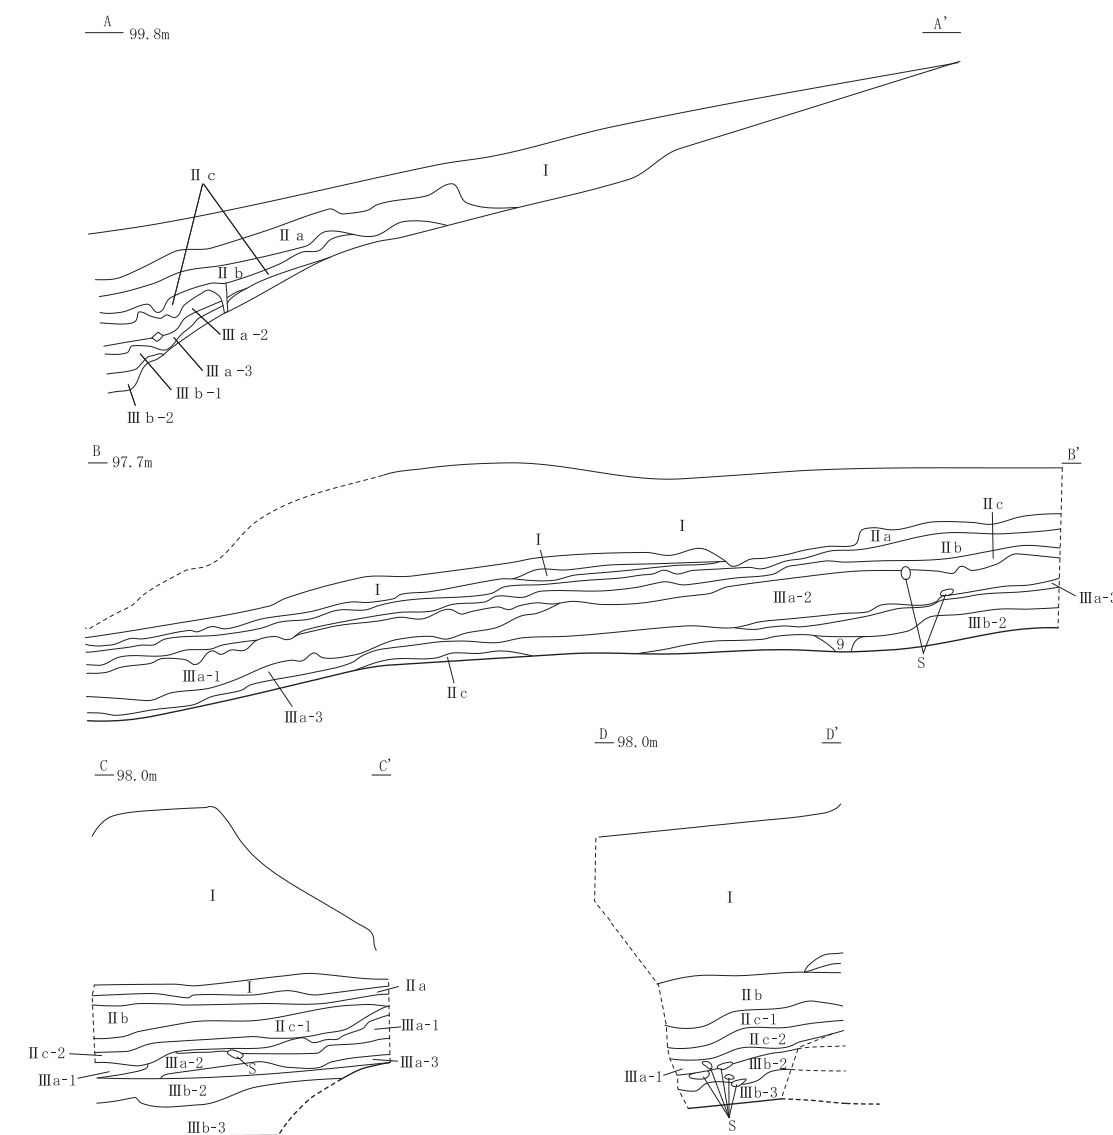 A
99.8m
A'
I
Ⅱc
Ⅱa
Ⅱb
Ⅲa-2
Ⅲa-3
Ⅲb-1
Ⅲb-2
B
97.7m
B'
Ⅱc
I
I
Ⅱa
Ⅱb
I
Ⅲa-2
Ⅲa-3
Ⅲb-2
9
S
Ⅲa-1
Ⅱc
Ⅲa-3
C
98.0m
C'
I
I
Ⅱa
Ⅱb
Ⅱc-1
Ⅲa-1
Ⅱc-2
Ⅲa-2
S
Ⅲa-3
Ⅲa-1
Ⅲb-2
Ⅲb-3
D
98.0m
D'
I
Ⅱb
Ⅱc-1
Ⅱc-2
Ⅲb-2
Ⅲa-1
Ⅲb-3
S